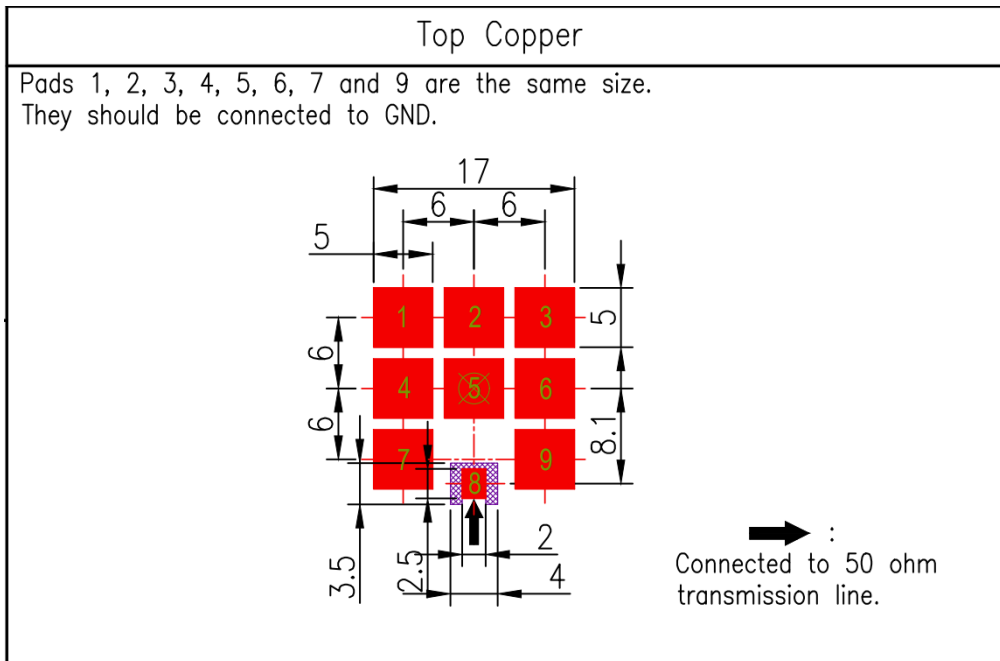 Top Copper
Pads 1, 2, 3, 4, 5, 6, 7 and 9 are the same size.
They should be connected to GND.
17
6 6
5
1 2 3
5
6
4 5 6
6
8.1
7 9
8
3.5
2.5
2
4
:
Connected to 50 ohm
transmission line.